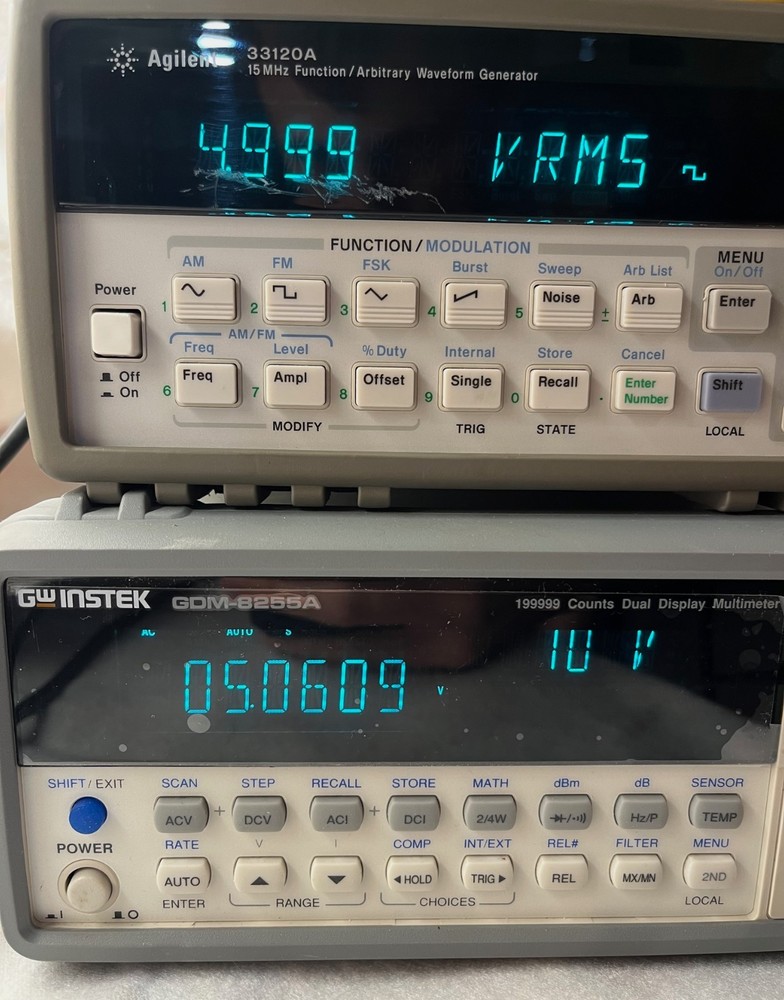 Agilent 33120A
15 MHz Function / Arbitrary Waveform Generator
4.999 VRMS
FUNCTION / MODULATION
MENU
AM FM FSK Burst Sweep Arb List On/Off
Power
1 2 3 4 5 Noise ± Arb Enter
AM/FM
Freq Level % Duty Internal Store Cancel
Off
On
6 Freq 7 Ampl 8 Offset 9 Single 0 Recall . Enter Number Shift
MODIFY TRIG STATE LOCAL
GW INSTEK GDM-8255A 199999 Counts Dual Display Multimeter
AC AUTO S
05.0609 V 10 V
SHIFT / EXIT SCAN STEP RECALL STORE MATH dBm dB SENSOR
ACV + DCV ACI + DCI 2/4W Hz/P TEMP
POWER RATE V I COMP INT/EXT REL# FILTER MENU
AUTO HOLD TRIG REL MX/MN 2ND
I O ENTER RANGE CHOICES LOCAL